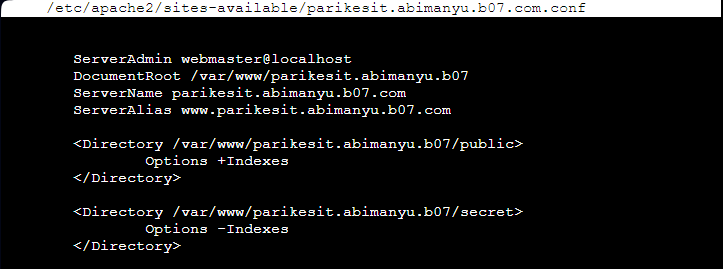 /etc/apache2/sites-available/parikesit.abimanyu.b07.com.conf
ServerAdmin webmaster@localhost
DocumentRoot /var/www/parikesit.abimanyu.b07
ServerName parikesit.abimanyu.b07.com
ServerAlias www.parikesit.abimanyu.b07.com
<Directory /var/www/parikesit.abimanyu.b07/public>
Options +Indexes
</Directory>
<Directory /var/www/parikesit.abimanyu.b07/secret>
Options -Indexes
</Directory>